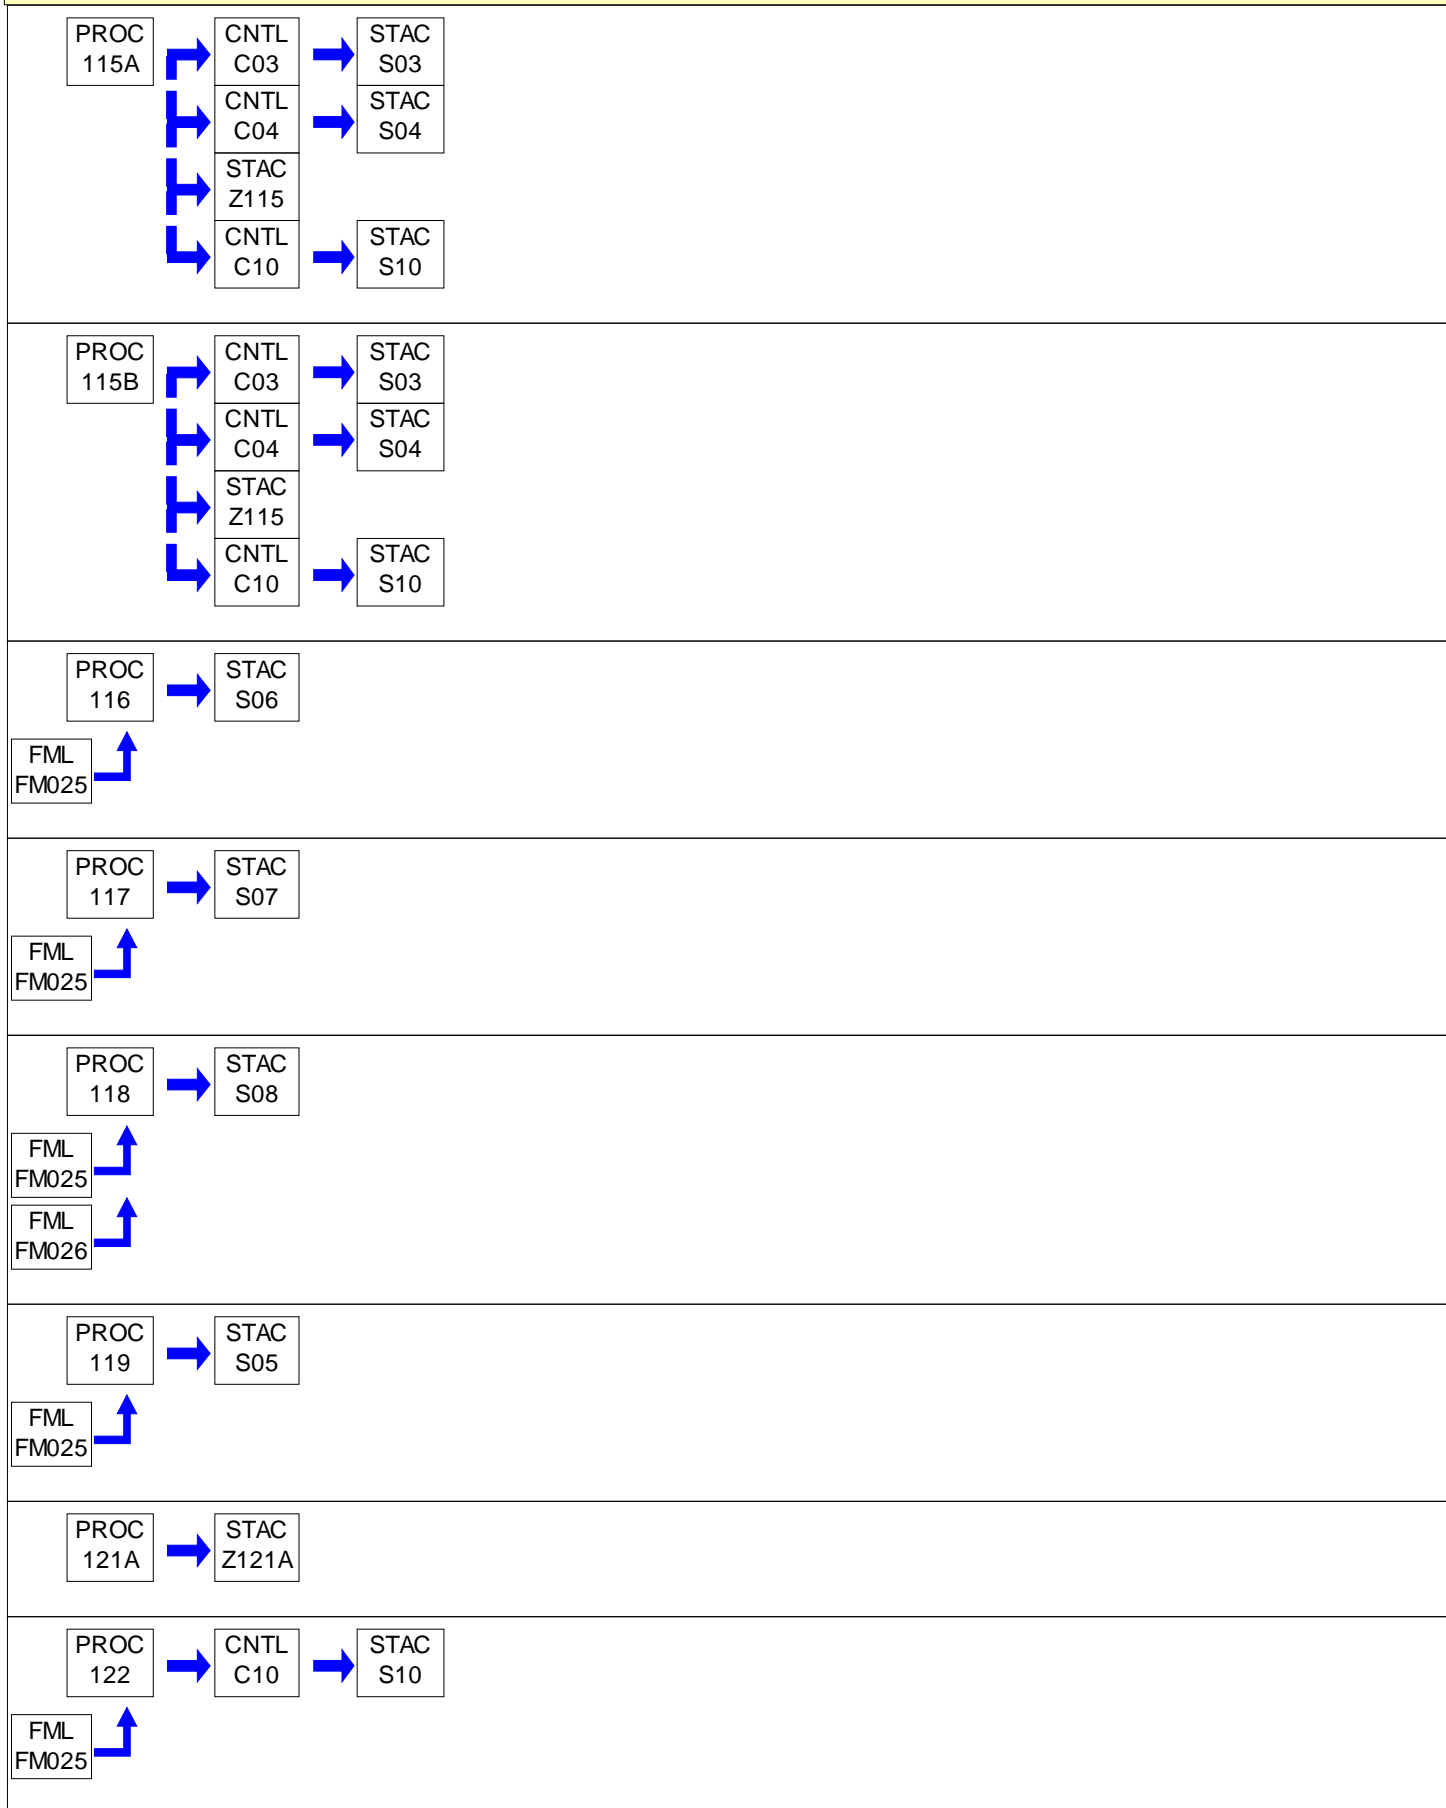 PROC
115A
CNTL
C03
STAC
S03
CNTL
C04
STAC
S04
STAC
Z115
CNTL
C10
STAC
S10
PROC
115B
CNTL
C03
STAC
S03
CNTL
C04
STAC
S04
STAC
Z115
CNTL
C10
STAC
S10
PROC
116
STAC
S06
FML
FM025
PROC
117
STAC
S07
FML
FM025
PROC
118
STAC
S08
FML
FM025
FML
FM026
PROC
119
STAC
S05
FML
FM025
PROC
121A
STAC
Z121A
PROC
122
CNTL
C10
STAC
S10
FML
FM025